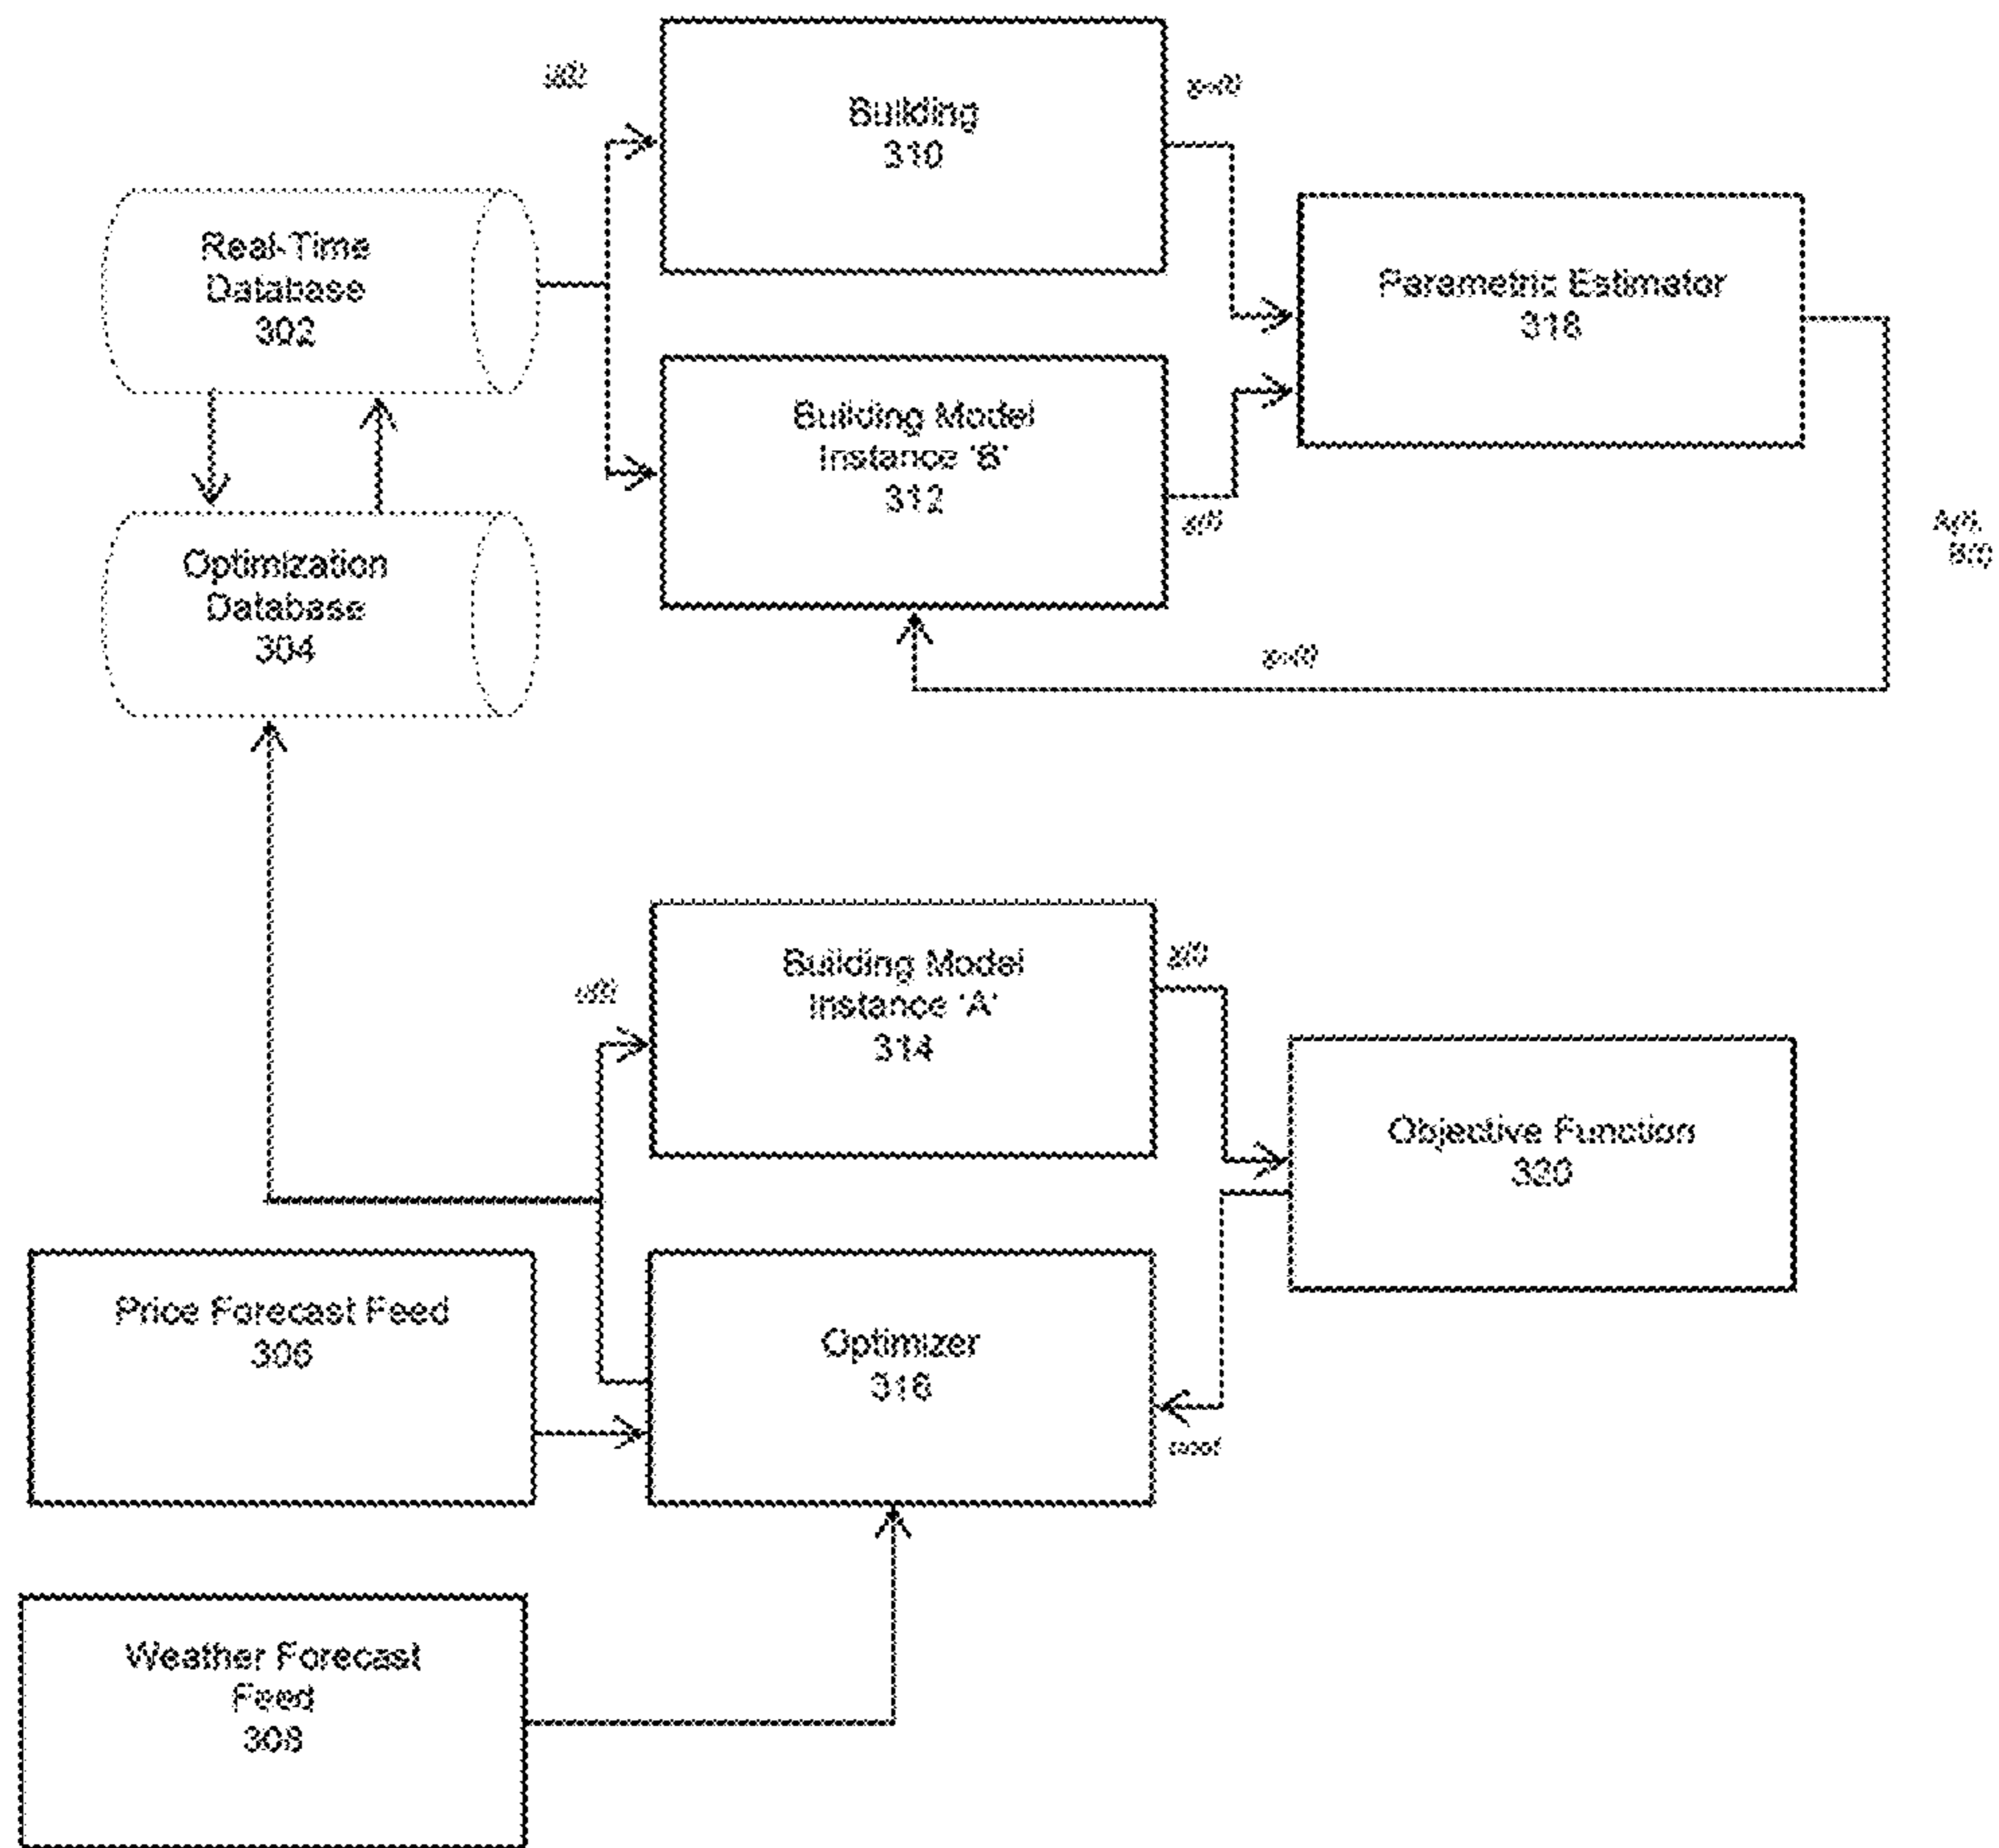 Building
310
Real-Time
Database
302
Parametric Estimator
318
Building Model
Instance 'B'
312
Optimization
Database
304
Building Model
Instance 'A'
314
Objective Function
320
Price Forecast Feed
306
Optimizer
316
Weather Forecast
Feed
308